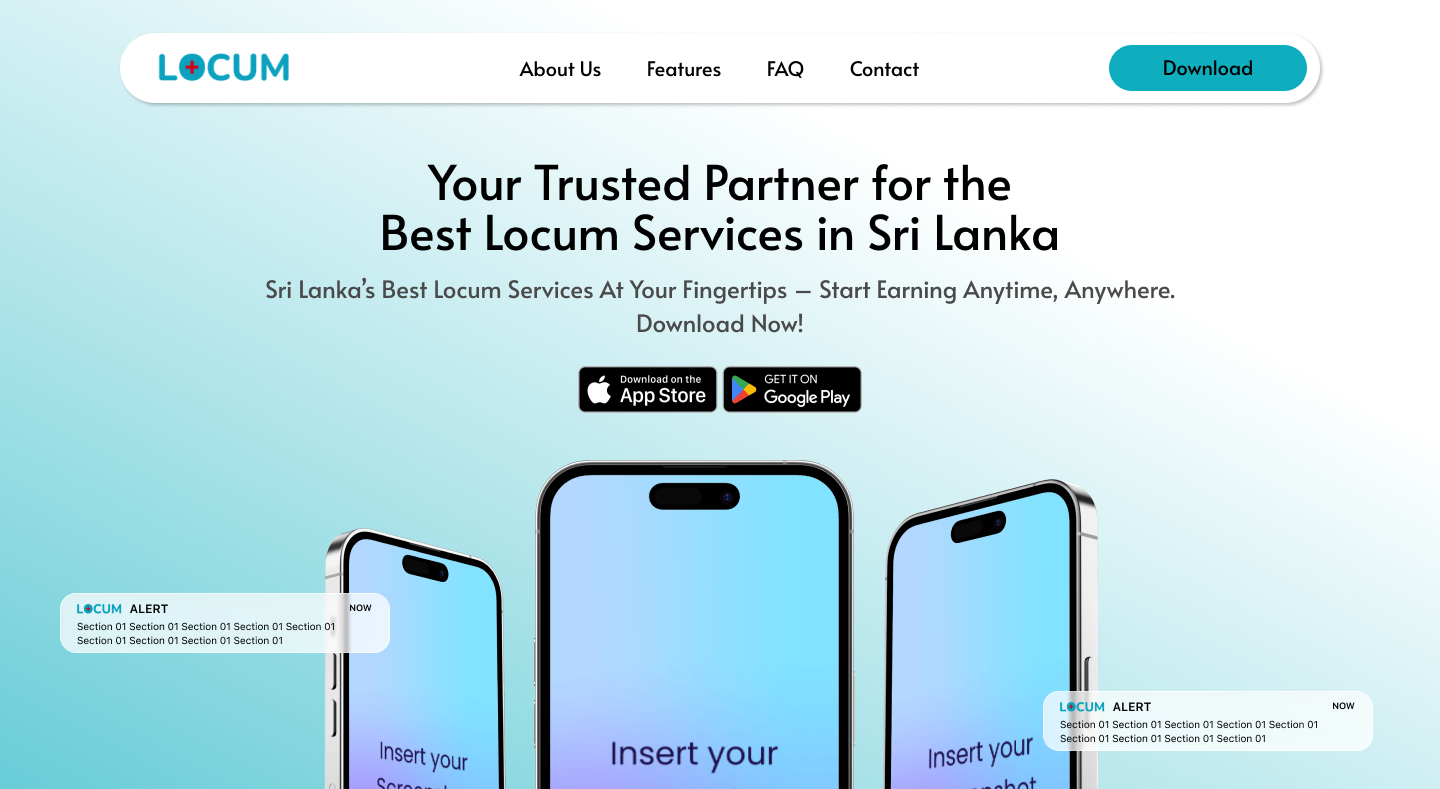 LOCUM
About Us
Features
FAQ
Contact
Download
Your Trusted Partner for the
Best Locum Services in Sri Lanka
Sri Lanka’s Best Locum Services At Your Fingertips – Start Earning Anytime, Anywhere.
Download Now!
Download on the
App Store
GET IT ON
Google Play
LOCUM ALERT NOW
Section 01 Section 01 Section 01 Section 01 Section 01
Section 01 Section 01 Section 01 Section 01
LOCUM ALERT NOW
Section 01 Section 01 Section 01 Section 01 Section 01
Section 01 Section 01 Section 01 Section 01
Insert your
Insert your
Insert your